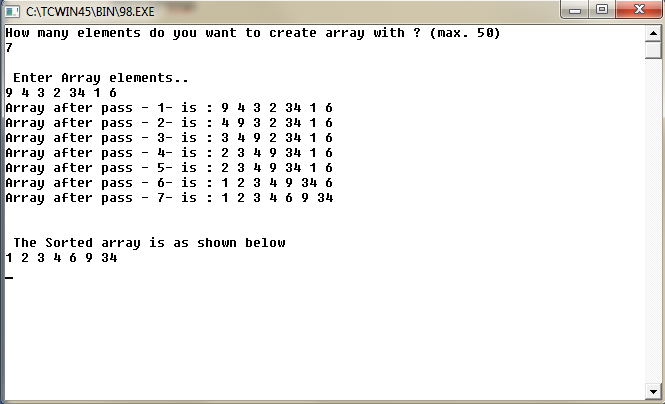 C:\TCWIN45\BIN\98.EXE
How many elements do you want to create array with ? (max. 50)
7
Enter Array elements..
9 4 3 2 34 1 6
Array after pass - 1- is : 9 4 3 2 34 1 6
Array after pass - 2- is : 4 9 3 2 34 1 6
Array after pass - 3- is : 3 4 9 2 34 1 6
Array after pass - 4- is : 2 3 4 9 34 1 6
Array after pass - 5- is : 2 3 4 9 34 1 6
Array after pass - 6- is : 1 2 3 4 9 34 6
Array after pass - 7- is : 1 2 3 4 6 9 34
The Sorted array is as shown below
1 2 3 4 6 9 34